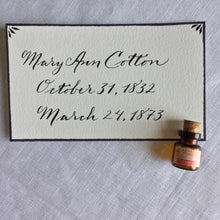 Mary Ann Cotton
October 31, 1832
March 24, 1873